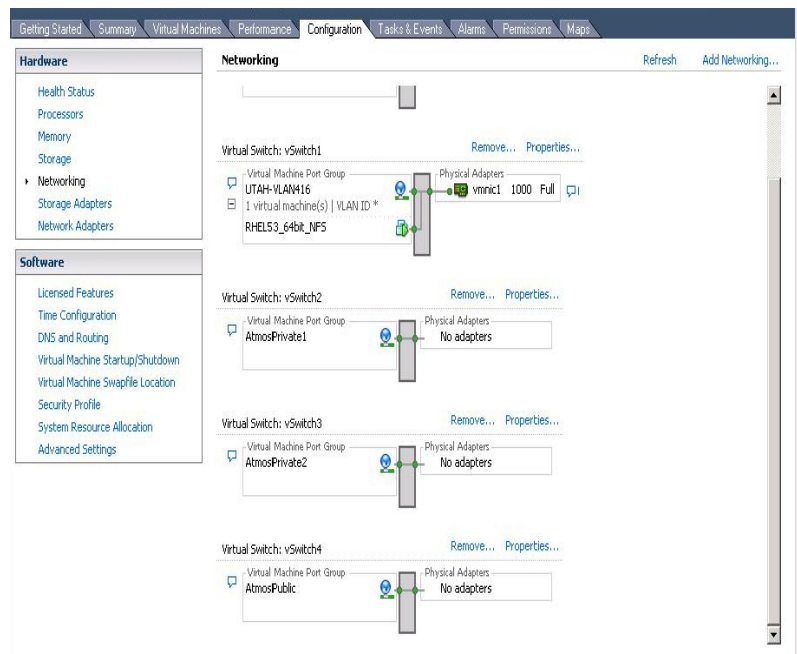 Getting Started Summary Virtual Machines Performance Configuration Tasks & Events Alarms Permissions Maps
Hardware
Health Status
Processors
Memory
Storage
Networking
Storage Adapters
Network Adapters
Software
Licensed Features
Time Configuration
DNS and Routing
Virtual Machine Startup/Shutdown
Virtual Machine Swapfile Location
Security Profile
System Resource Allocation
Advanced Settings
Networking Refresh Add Networking...
Virtual Switch: vSwitch1 Remove... Properties...
Virtual Machine Port Group Physical Adapters
UTAH-VLAN416 vmnic1 1000 Full
1 virtual machine(s) | VLAN ID *
RHEL53_64bit_NFS
Virtual Switch: vSwitch2 Remove... Properties...
Virtual Machine Port Group Physical Adapters
AtmosPrivate1 No adapters
Virtual Switch: vSwitch3 Remove... Properties...
Virtual Machine Port Group Physical Adapters
AtmosPrivate2 No adapters
Virtual Switch: vSwitch4 Remove... Properties...
Virtual Machine Port Group Physical Adapters
AtmosPublic No adapters